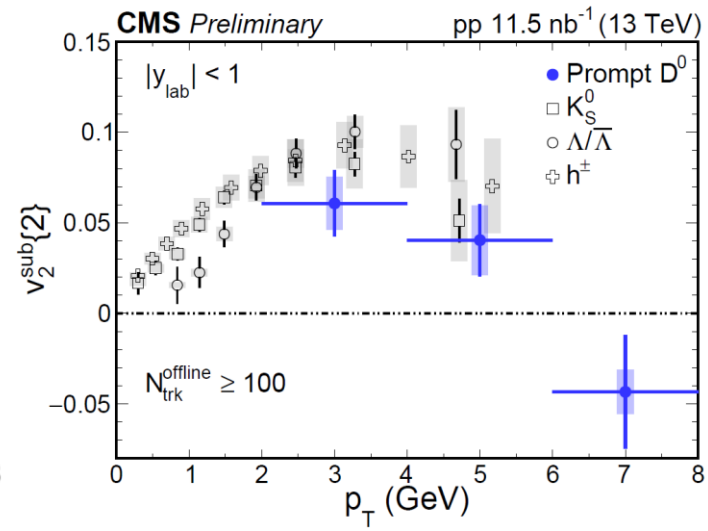 CMS Preliminary pp 11.5 nb⁻¹ (13 TeV)
|y_lab| < 1
Prompt D⁰
K_S⁰
Λ/Λ̅
h±
N_trk^offline ≥ 100
v₂^sub{2}
0.15
0.1
0.05
0
−0.05
0 1 2 3 4 5 6 7 8
p_T (GeV)